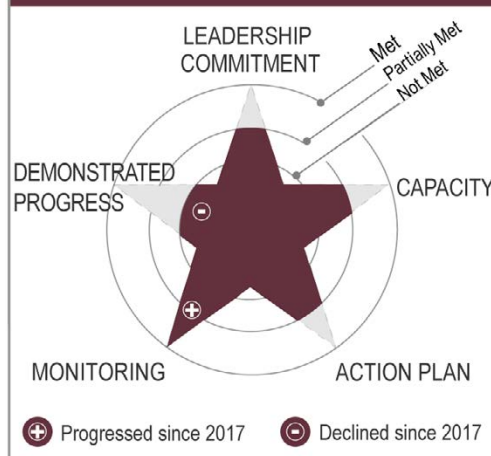 LEADERSHIP
COMMITMENT
Met
Partially Met
Not Met
DEMONSTRATED
PROGRESS
CAPACITY
MONITORING
ACTION PLAN
Progressed since 2017
Declined since 2017